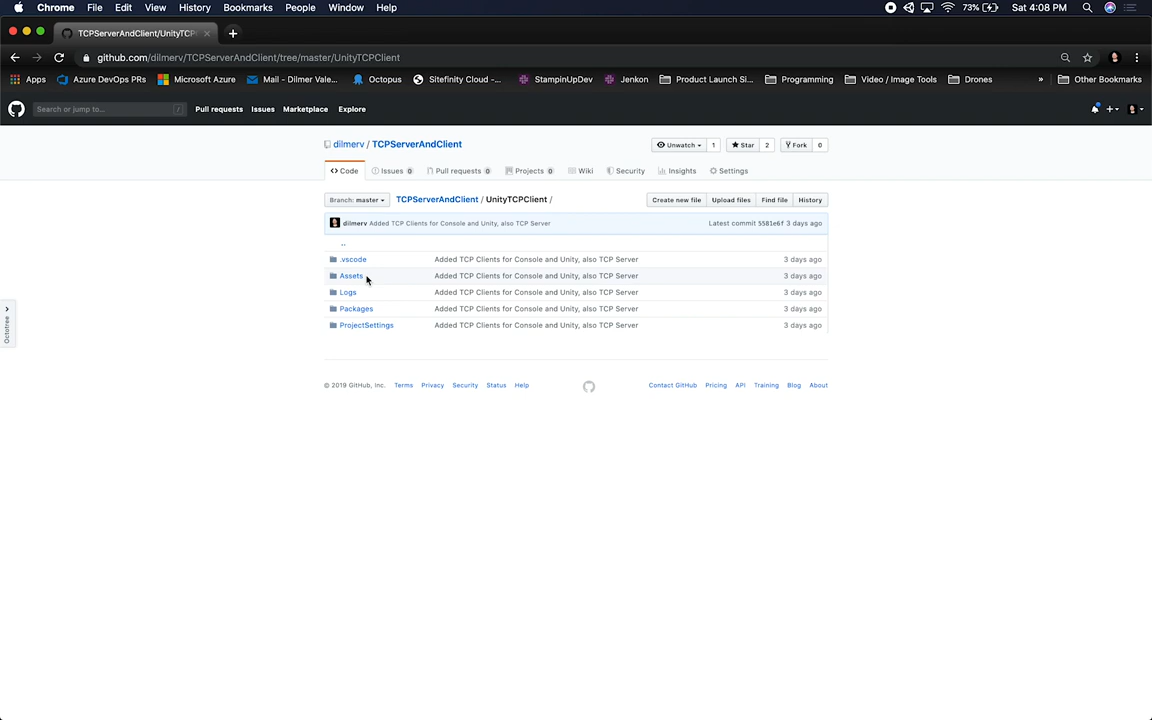 Chrome File Edit View History Bookmarks People Window Help 73% Sat 4:08 PM
TCPServerAndClient/UnityTCP
github.com/dilmerv/TCPServerAndClient/tree/master/UnityTCPClient
Apps Azure DevOps PRs Microsoft Azure Mail - Dilmer Vale... Octopus Sitefinity Cloud -... StampinUpDev Jenkon Product Launch Si... Programming Video / Image Tools Drones » Other Bookmarks
Search or jump to... / Pull requests Issues Marketplace Explore
dilmerv / TCPServerAndClient Unwatch 1 Star 2 Fork 0
Code Issues 0 Pull requests 0 Projects 0 Wiki Security Insights Settings
Branch: master TCPServerAndClient / UnityTCPClient / Create new file Upload files Find file History
dilmerv Added TCP Clients for Console and Unity, also TCP Server Latest commit 5581e6f 3 days ago
..
.vscode Added TCP Clients for Console and Unity, also TCP Server 3 days ago
Assets Added TCP Clients for Console and Unity, also TCP Server 3 days ago
Logs Added TCP Clients for Console and Unity, also TCP Server 3 days ago
Packages Added TCP Clients for Console and Unity, also TCP Server 3 days ago
ProjectSettings Added TCP Clients for Console and Unity, also TCP Server 3 days ago
Octotree
© 2019 GitHub, Inc. Terms Privacy Security Status Help Contact GitHub Pricing API Training Blog About